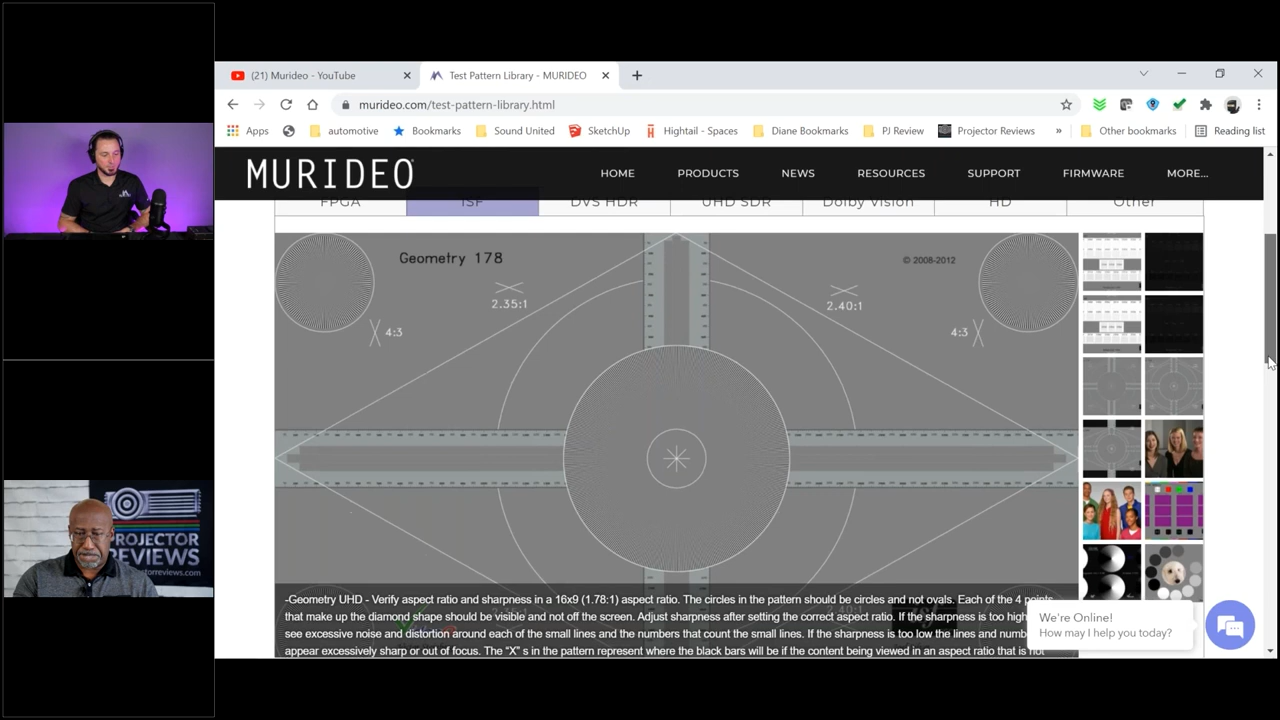 (21) Murideo - YouTube
Test Pattern Library - MURIDEO
murideo.com/test-pattern-library.html
Apps
automotive
Bookmarks
Sound United
SketchUp
Hightail - Spaces
Diane Bookmarks
PJ Review
Projector Reviews
»
Other bookmarks
Reading list
MURIDEO
HOME
PRODUCTS
NEWS
RESOURCES
SUPPORT
FIRMWARE
MORE...
FPGA
ISF
DVS HDR
UHD SDR
Dolby Vision
HD
Other
Geometry 178
© 2008-2012
2.35:1
2.40:1
4:3
4:3
-Geometry UHD - Verify aspect ratio and sharpness in a 16x9 (1.78:1) aspect ratio. The circles in the pattern should be circles and not ovals. Each of the 4 points
that make up the diamond shape should be visible and not off the screen. Adjust sharpness after setting the correct aspect ratio. If the sharpness is too high
see excessive noise and distortion around each of the small lines and the numbers that count the small lines. If the sharpness is too low the lines and
appear excessively sharp or out of focus. The “X” s in the pattern represent where the black bars will be if the content being viewed in an aspect ratio that is not
We're Online!
How may I help you today?
PROJECTOR
REVIEWS